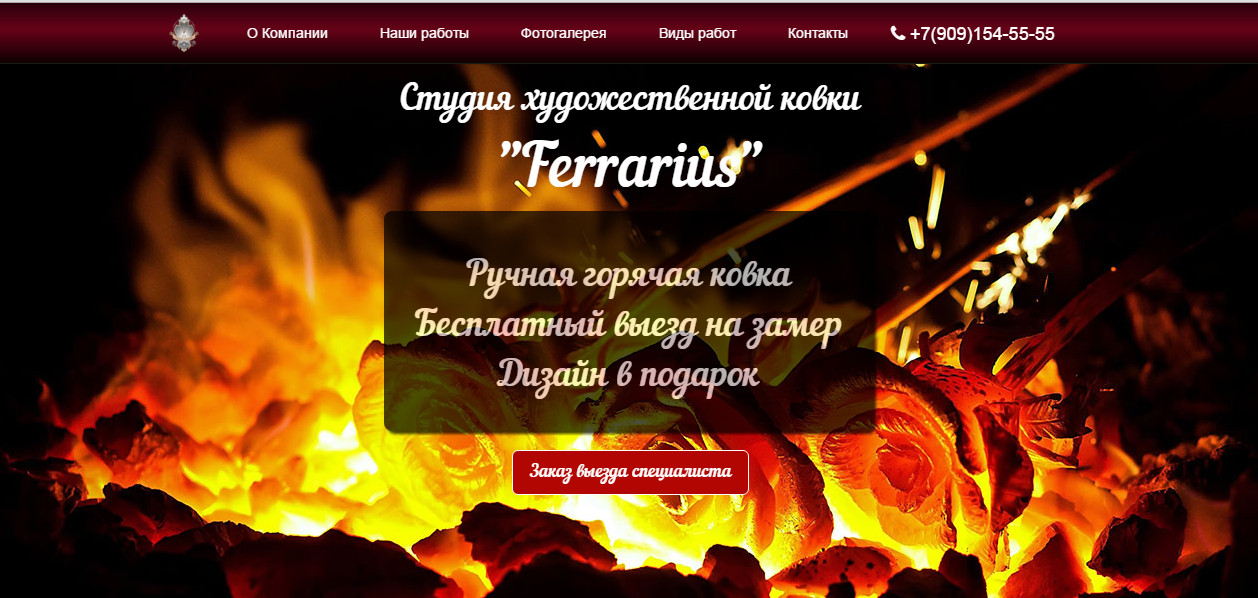 О Компании
Наши работы
Фотогалерея
Виды работ
Контакты
+7(909)154-55-55
Студия художественной ковки
"Ferrarius"
Ручная горячая ковка
Бесплатный выезд на замер
Дизайн в подарок
Заказ выезда специалиста